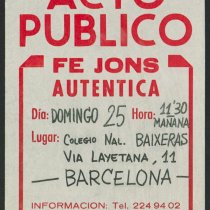 ACTO
PUBLICO
FE JONS
AUTENTICA
Día: DOMINGO 25 Hora: 11'30
MAÑANA
Lugar: COLEGIO NAL. BAIXERAS
VIA LAYETANA, 11
— BARCELONA —
INFORMACION: Tel. 224 94 02